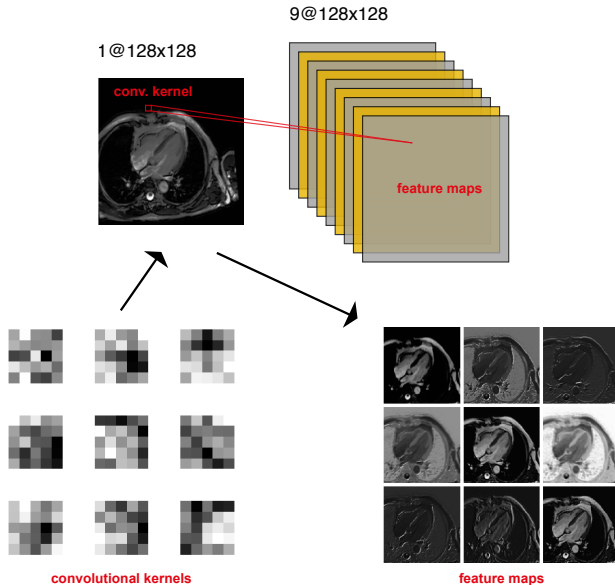 9@128x128
1@128x128
conv. kernel
feature maps
convolutional kernels
feature maps